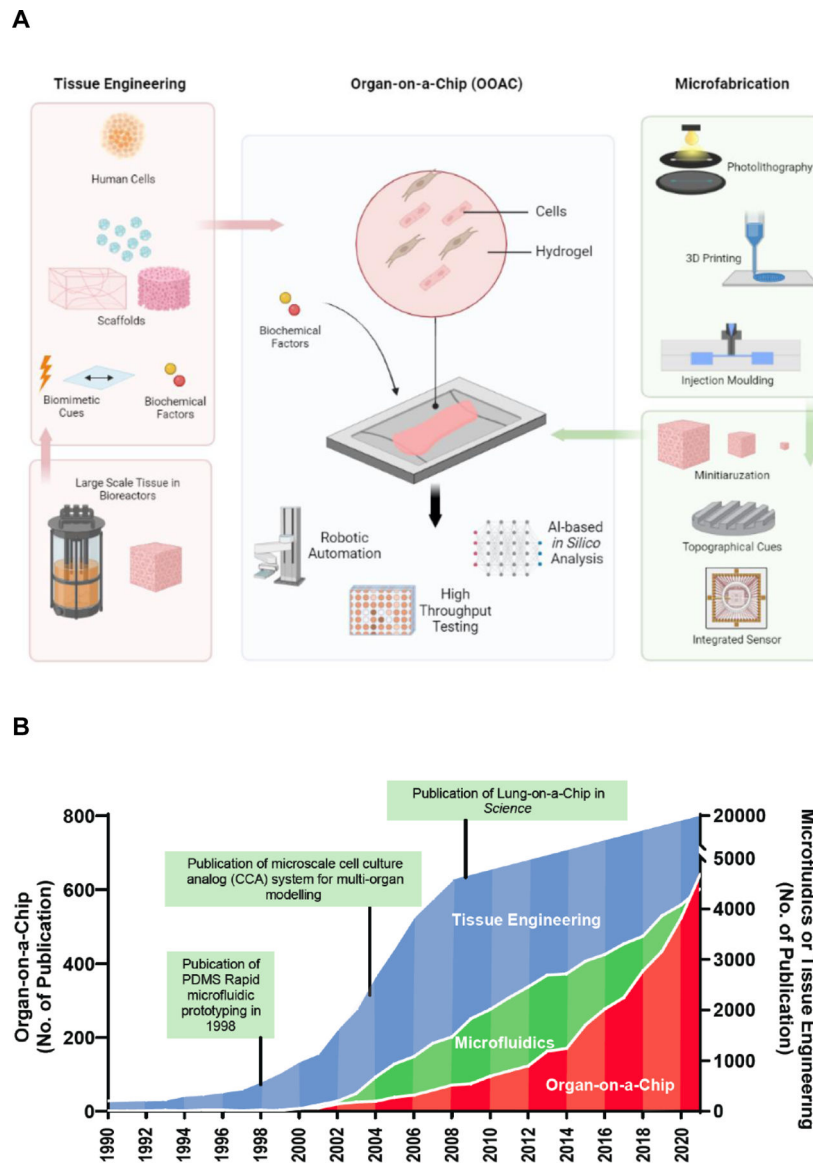 A
Tissue Engineering
Organ-on-a-Chip (OOAC)
Microfabrication
Human Cells
Scaffolds
Biomimetic
Cues
Biochemical
Factors
Large Scale Tissue in
Bioreactors
Cells
Hydrogel
Biochemical
Factors
Robotic
Automation
High
Throughput
Testing
AI-based
in Silico
Analysis
Photolithography
3D Printing
Injection Moulding
Minitiaruzation
Topographical Cues
Integrated Sensor
B
Organ-on-a-Chip
(No. of Publication)
800
600
400
200
0
Pubication of
PDMS Rapid
microfluidic
prototyping in
1998
Publication of microscale cell culture
analog (CCA) system for multi-organ
modelling
Publication of Lung-on-a-Chip in
Science
Tissue Engineering
Microfluidics
Organ-on-a-Chip
20000
5000
4000
3000
2000
1000
0
Microfluidics or Tissue Engineering
(No. of Publication)
1990
1992
1994
1996
1998
2000
2002
2004
2006
2008
2010
2012
2014
2016
2018
2020